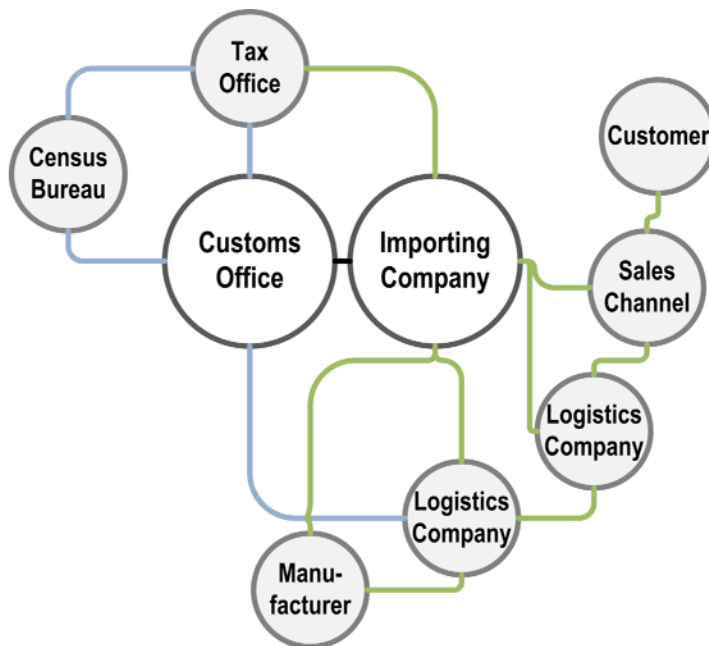 Tax
Office
Customer
Census
Bureau
Customs
Office
Importing
Company
Sales
Channel
Logistics
Company
Logistics
Company
Manu-
facturer